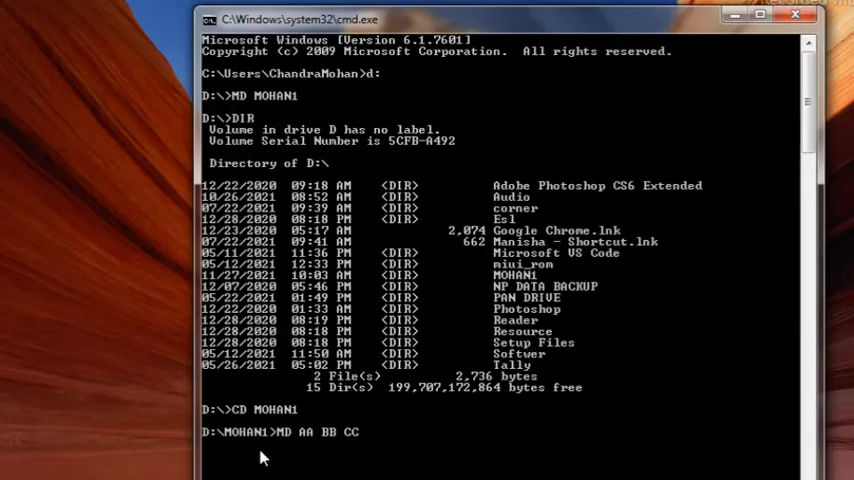 C:\Windows\system32\cmd.exe
Microsoft Windows [Version 6.1.7601]
Copyright (c) 2009 Microsoft Corporation.  All rights reserved.
C:\Users\ChandraMohan>d:
D:\>MD MOHAN1
D:\>DIR
Volume in drive D has no label.
Volume Serial Number is 5CFB-A492
Directory of D:\
12/22/2020  09:18 AM    <DIR>          Adobe Photoshop CS6 Extended
10/26/2021  08:52 AM    <DIR>          Audio
07/22/2021  09:39 AM    <DIR>          corner
12/28/2020  08:18 PM    <DIR>          Esl
12/23/2020  05:17 AM             2,074 Google Chrome.lnk
07/22/2021  09:41 AM               662 Manisha - Shortcut.lnk
05/11/2021  11:36 PM    <DIR>          Microsoft VS Code
05/12/2021  12:33 PM    <DIR>          miui_rom
11/27/2021  10:03 AM    <DIR>          MOHAN1
12/07/2020  05:46 PM    <DIR>          NP DATA BACKUP
05/22/2021  01:49 PM    <DIR>          PAN DRIVE
12/22/2020  01:33 AM    <DIR>          Photoshop
12/28/2020  08:19 PM    <DIR>          Reader
12/28/2020  08:18 PM    <DIR>          Resource
12/28/2020  08:18 PM    <DIR>          Setup Files
05/12/2021  11:50 AM    <DIR>          Softwer
05/26/2021  05:02 PM    <DIR>          Tally
2 File(s)          2,736 bytes
15 Dir(s)  199,707,172,864 bytes free
D:\>CD MOHAN1
D:\MOHAN1>MD AA BB CC